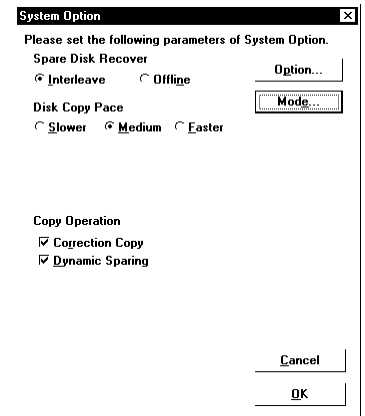 System Option
Please set the following parameters of System Option.
Spare Disk Recover
Interleave Offline
Option...
Mode...
Disk Copy Pace
Slower Medium Faster
Copy Operation
Correction Copy
Dynamic Sparing
Cancel
OK